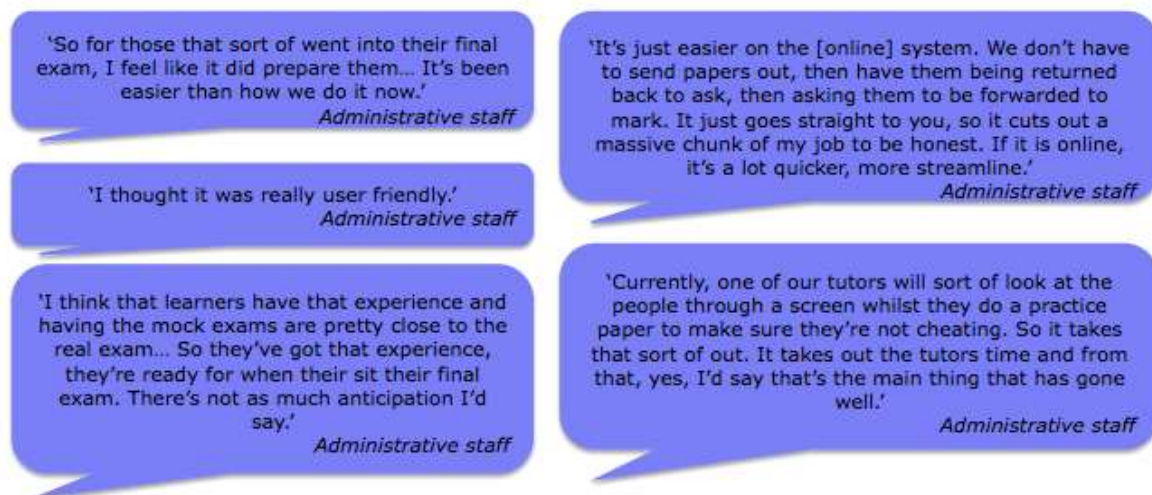 ‘So for those that sort of went into their final
exam, I feel like it did prepare them… It’s been
easier than how we do it now.’
Administrative staff
‘I thought it was really user friendly.’
Administrative staff
‘I think that learners have that experience and
having the mock exams are pretty close to the
real exam… So they’ve got that experience,
they’re ready for when their sit their final
exam. There’s not as much anticipation I’d
say.’
Administrative staff
‘It’s just easier on the [online] system. We don’t have
to send papers out, then have them being returned
back to ask, then asking them to be forwarded to
mark. It just goes straight to you, so it cuts out a
massive chunk of my job to be honest. If it is online,
it’s a lot quicker, more streamline.’
Administrative staff
‘Currently, one of our tutors will sort of look at the
people through a screen whilst they do a practice
paper to make sure they’re not cheating. So it takes
that sort of out. It takes out the tutors time and from
that, yes, I’d say that’s the main thing that has gone
well.’
Administrative staff